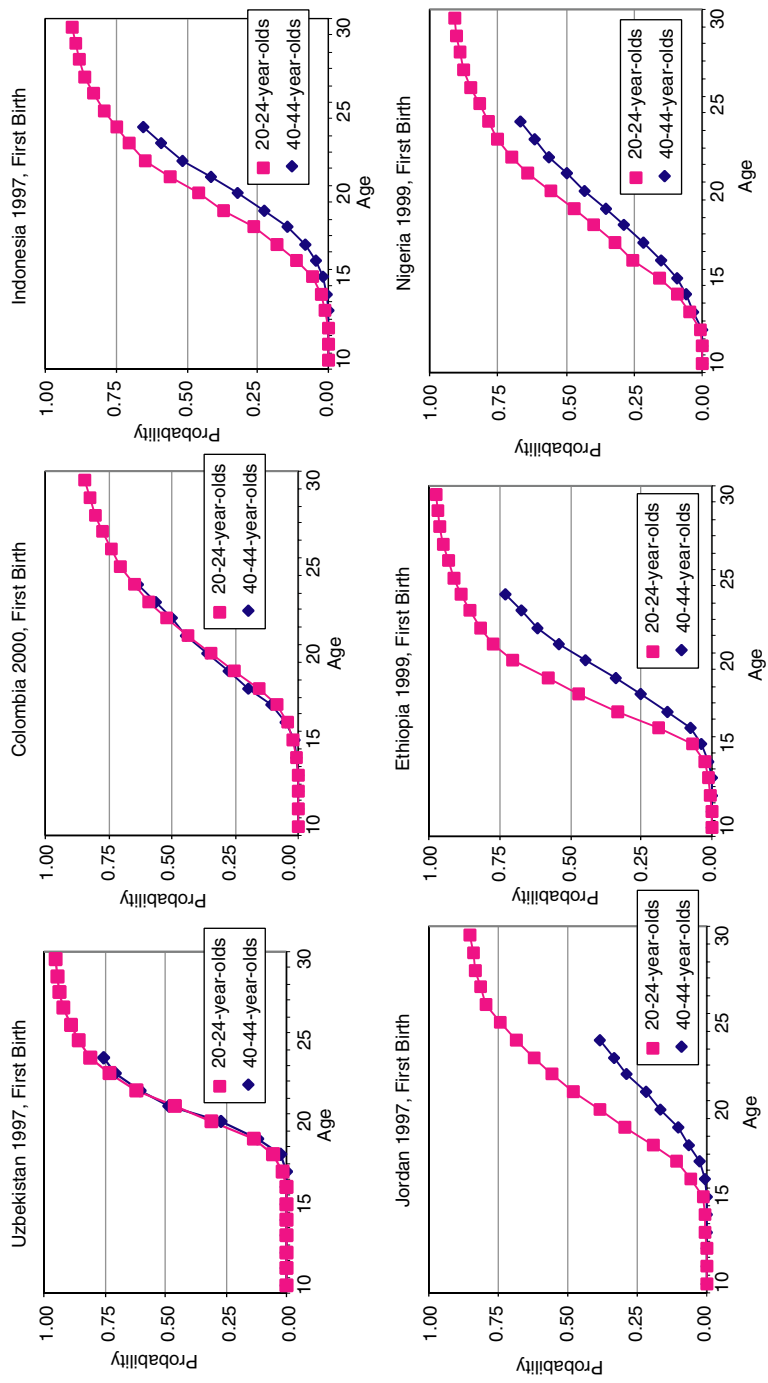 Uzbekistan 1997, First Birth
1.00
0.75
0.50
0.25
0.00
Probability
10
15
20
25
30
Age
20-24-year-olds
40-44-year-olds
Colombia 2000, First Birth
1.00
0.75
0.50
0.25
0.00
Probability
10
15
20
25
30
Age
20-24-year-olds
40-44-year-olds
Indonesia 1997, First Birth
1.00
0.75
0.50
0.25
0.00
Probability
10
15
20
25
30
Age
20-24-year-olds
40-44-year-olds
Jordan 1997, First Birth
1.00
0.75
0.50
0.25
0.00
Probability
10
15
20
25
30
Age
20-24-year-olds
40-44-year-olds
Ethiopia 1999, First Birth
1.00
0.75
0.50
0.25
0.00
Probability
10
15
20
25
30
Age
20-24-year-olds
40-44-year-olds
Nigeria 1999, First Birth
1.00
0.75
0.50
0.25
0.00
Probability
10
15
20
25
30
Age
20-24-year-olds
40-44-year-olds